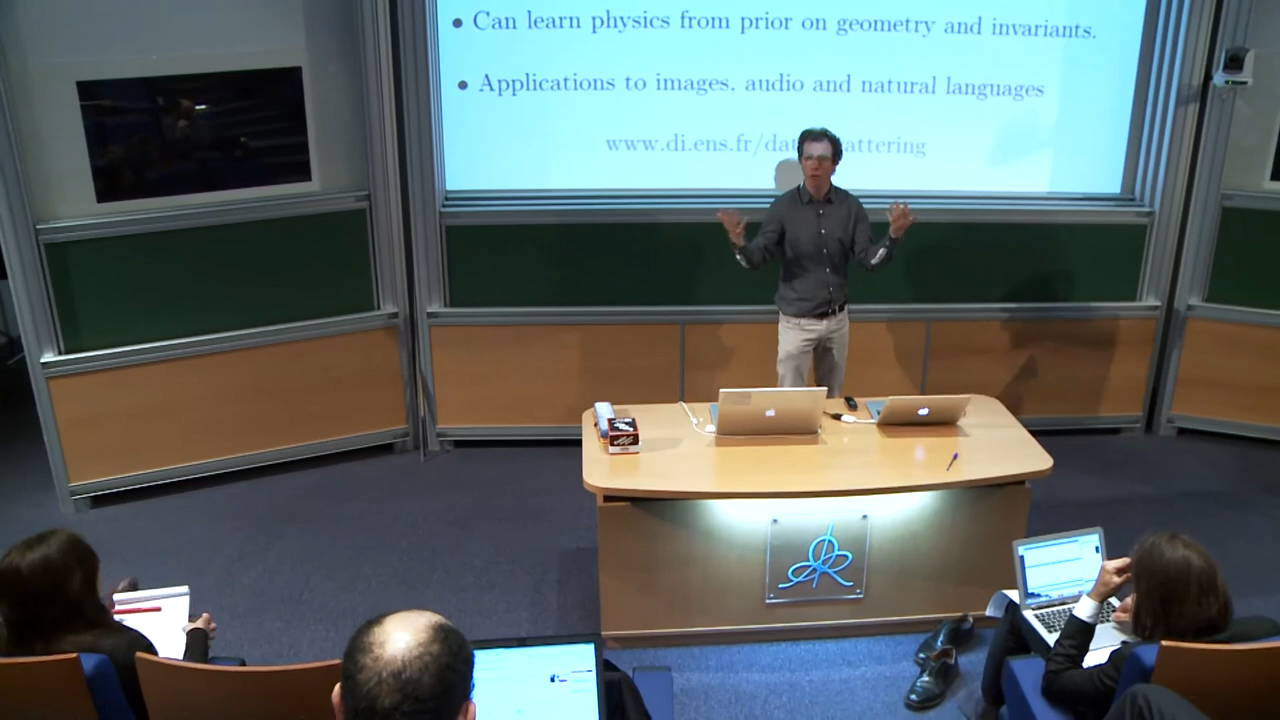 • Can learn physics from prior on geometry and invariants.
• Applications to images, audio and natural languages
www.di.ens.fr/dat attering